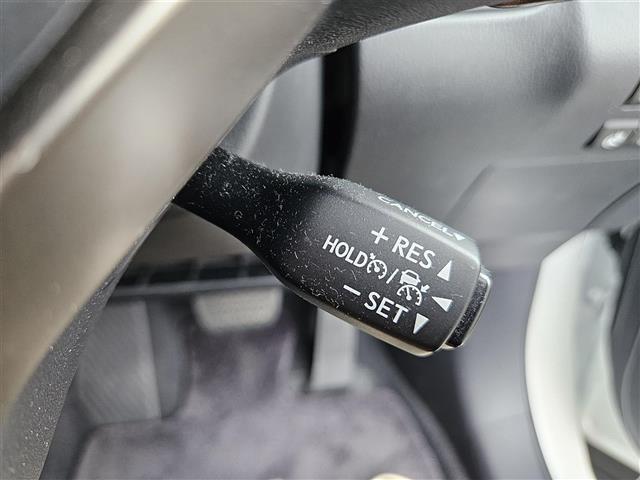 CANCEL▼
+ RES ▲
HOLD / ◀
− SET ▼